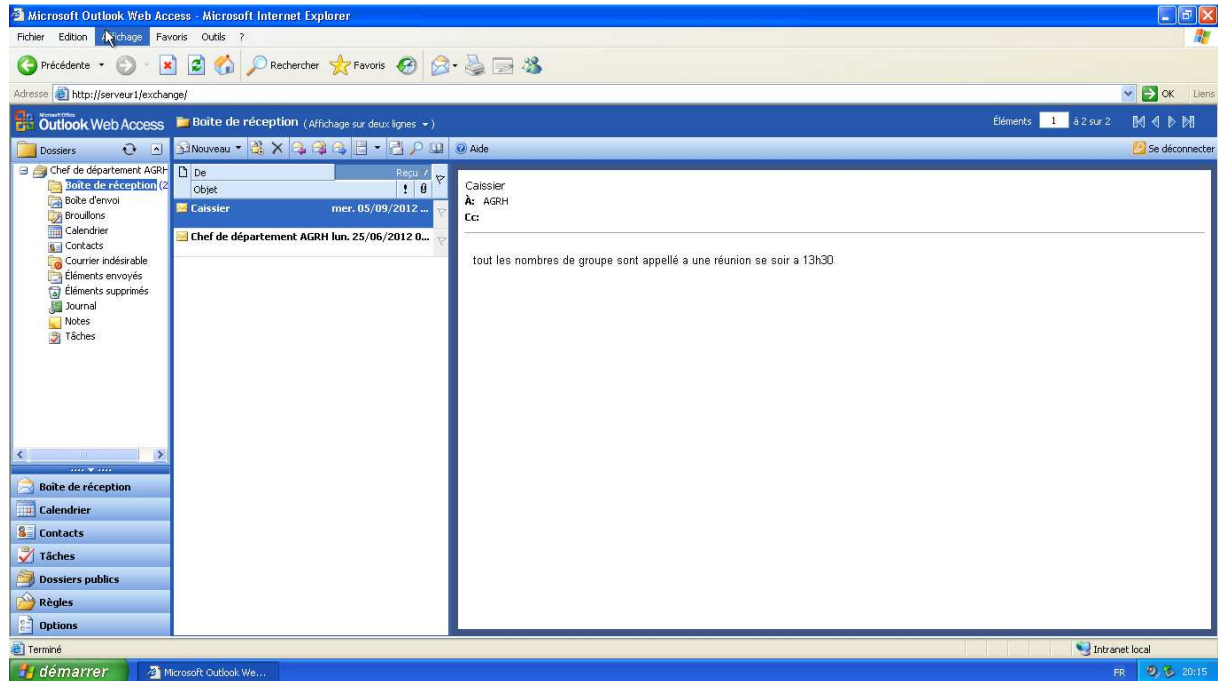 Microsoft Outlook Web Access - Microsoft Internet Explorer
Fichier Edition Affichage Favoris Outils ?
Précédente Rechercher Favoris
Adresse http://serveur1/exchange/ OK Liens
Microsoft Office
Outlook Web Access Boîte de réception (Affichage sur deux lignes) Éléments 1 à 2 sur 2
Dossiers Nouveau Aide Se déconnecter
Chef de département AGRH
Boîte de réception (2
Boîte d'envoi
Brouillons
Calendrier
Contacts
Courrier indésirable
Éléments envoyés
Éléments supprimés
Journal
Notes
Tâches
De Reçu
Objet
Caissier mer. 05/09/2012 ...
Chef de département AGRH lun. 25/06/2012 0...
Caissier
À: AGRH
Cc:
tout les nombres de groupe sont appellé a une réunion se soir a 13h30
Boîte de réception
Calendrier
Contacts
Tâches
Dossiers publics
Règles
Options
Terminé Intranet local
démarrer Microsoft Outlook We... FR 20:15